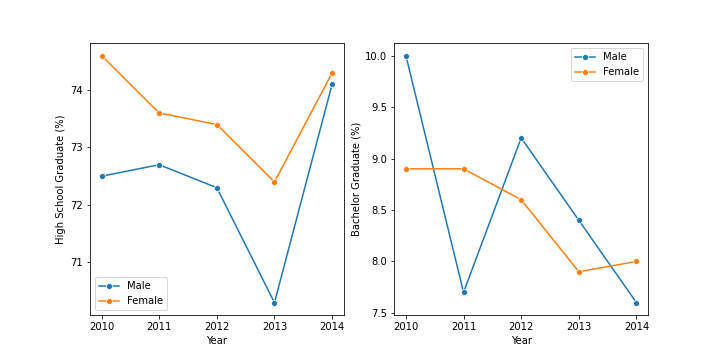 High School Graduate (%)
74
73
72
71
Male
Female
2010 2011 2012 2013 2014
Year
Bachelor Graduate (%)
10.0
9.5
9.0
8.5
8.0
7.5
Male
Female
2010 2011 2012 2013 2014
Year